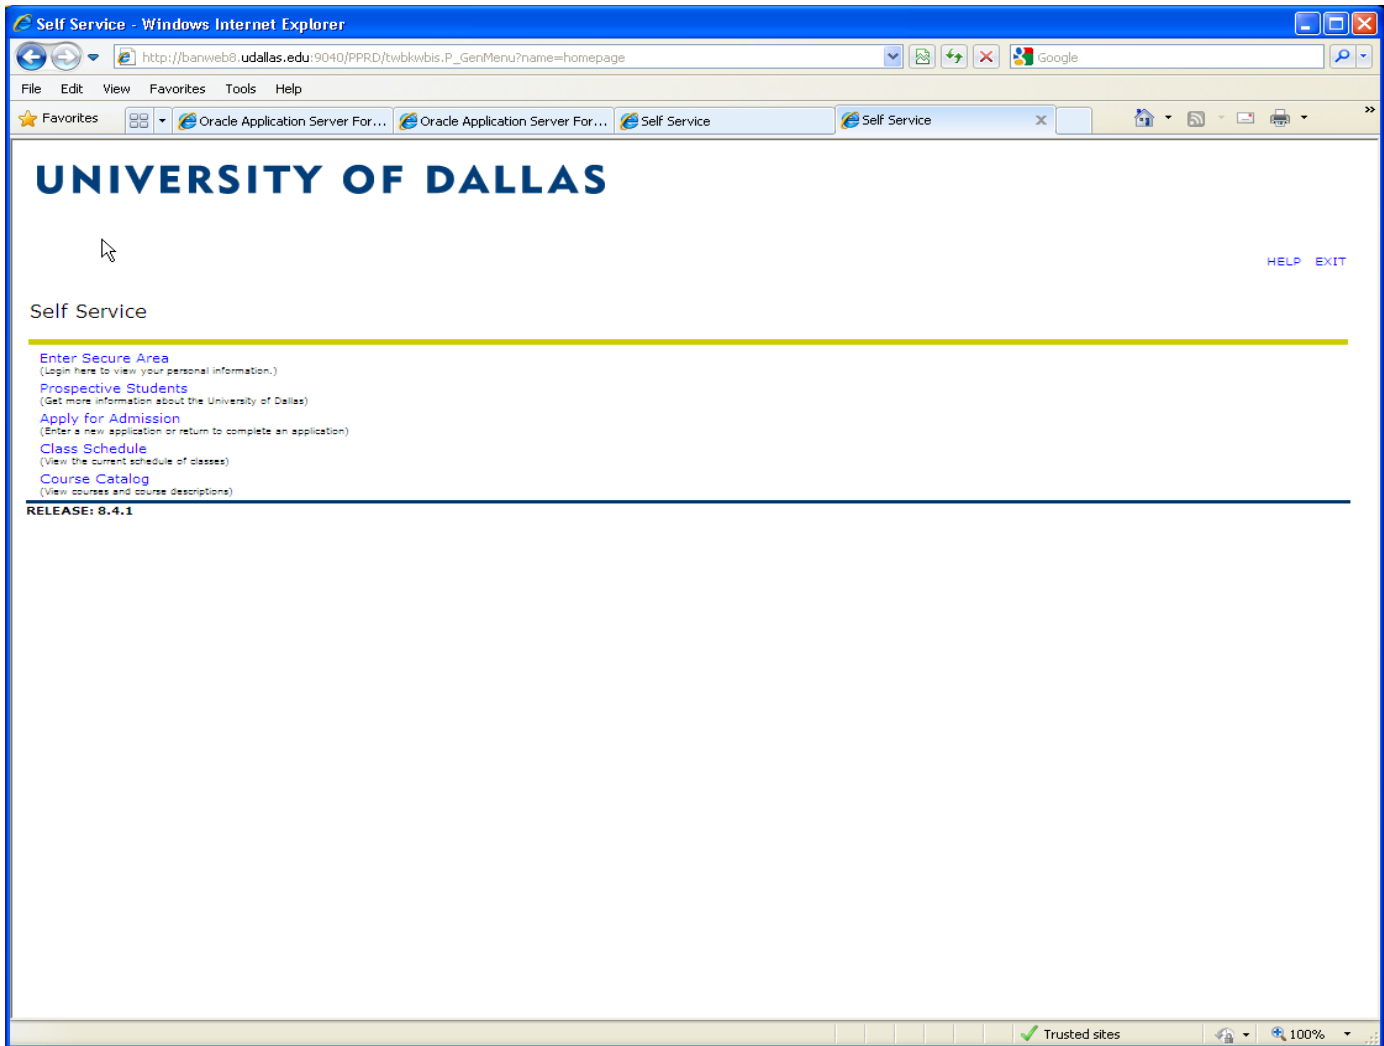 Self Service - Windows Internet Explorer
http://banweb8.udallas.edu:9040/PPRD/twbkwbis.P_GenMenu?name=homepage
Google
File Edit View Favorites Tools Help
Favorites
Oracle Application Server For...
Oracle Application Server For...
Self Service
Self Service
UNIVERSITY OF DALLAS
HELP EXIT
Self Service
Enter Secure Area
(Login here to view your personal information.)
Prospective Students
(Get more information about the University of Dallas)
Apply for Admission
(Enter a new application or return to complete an application)
Class Schedule
(View the current schedule of classes)
Course Catalog
(View courses and course descriptions)
RELEASE: 8.4.1
Trusted sites
100%